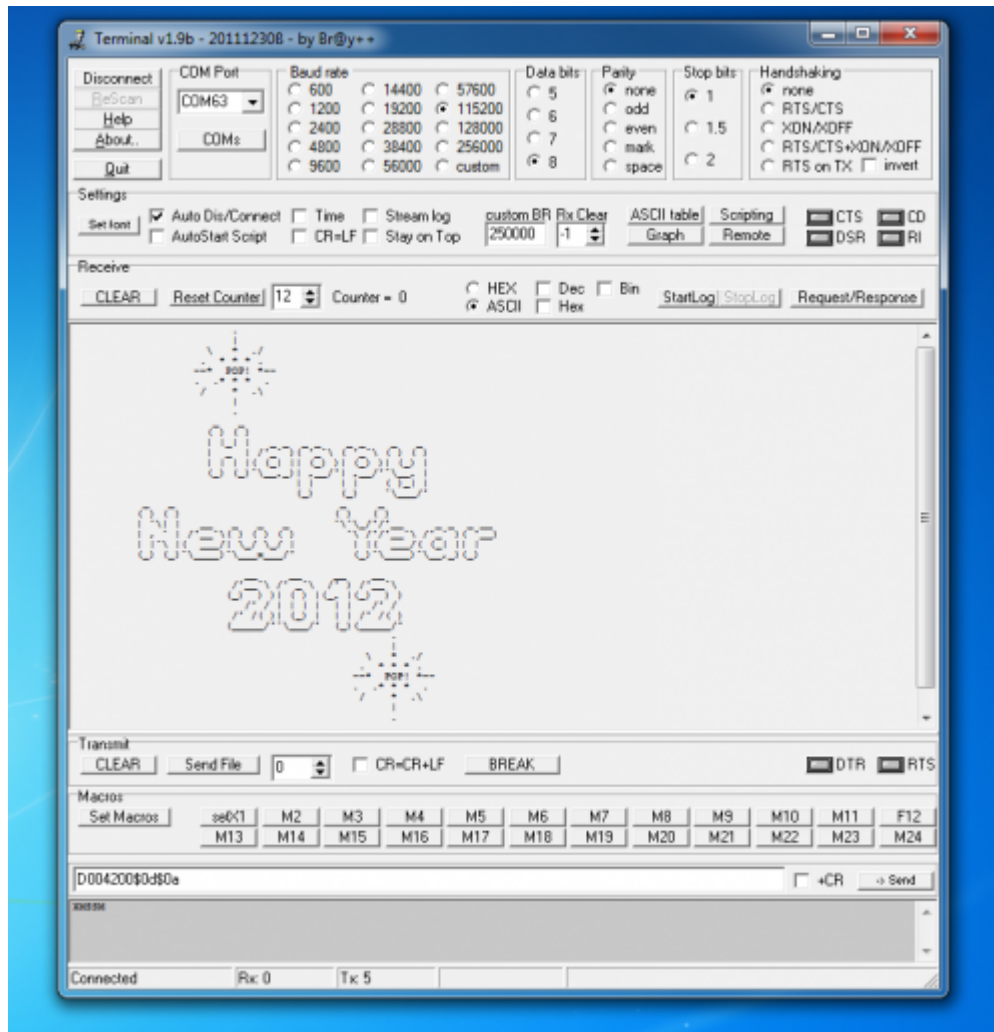 Terminal v1.9b - 20111230ß - by Br@y++
Disconnect
ReScan
Help
About..
Quit
COM Port
COM63
COMs
Baud rate
600 14400 57600
1200 19200 115200
2400 28800 128000
4800 38400 256000
9600 56000 custom
Data bits
5
6
7
8
Parity
none
odd
even
mark
space
Stop bits
1
1.5
2
Handshaking
none
RTS/CTS
XON/XOFF
RTS/CTS+XON/XOFF
RTS on TX invert
Settings
Set font
Auto Dis/Connect Time Stream log
AutoStart Script CR=LF Stay on Top
custom BR Rx Clear
250000 -1
ASCII table Scripting
Graph Remote
CTS CD
DSR RI
Receive
CLEAR Reset Counter 12 Counter = 0
HEX Dec Bin
ASCII Hex
StartLog StopLog Request/Response
POP!
Happy
New Year
2012
POP!
Transmit
CLEAR Send File 0 CR=CR+LF BREAK DTR RTS
Macros
Set Macros
M2 M3 M4 M5 M6 M7 M8 M9 M10 M11 F12
M13 M14 M15 M16 M17 M18 M19 M20 M21 M22 M23 M24
D004200$0d$0a +CR -> Send
Connected Rx: 0 Tx: 5